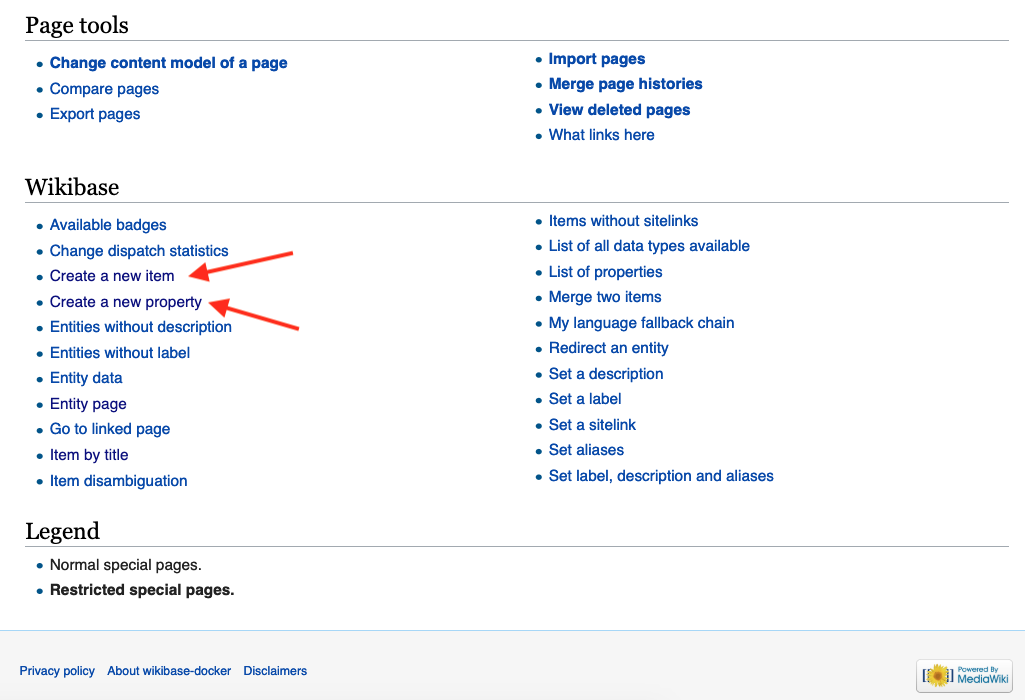 Page tools
Change content model of a page
Compare pages
Export pages
Import pages
Merge page histories
View deleted pages
What links here
Wikibase
Available badges
Change dispatch statistics
Create a new item
Create a new property
Entities without description
Entities without label
Entity data
Entity page
Go to linked page
Item by title
Item disambiguation
Items without sitelinks
List of all data types available
List of properties
Merge two items
My language fallback chain
Redirect an entity
Set a description
Set a label
Set a sitelink
Set aliases
Set label, description and aliases
Legend
Normal special pages.
Restricted special pages.
Privacy policy About wikibase-docker Disclaimers
Powered By
MediaWiki